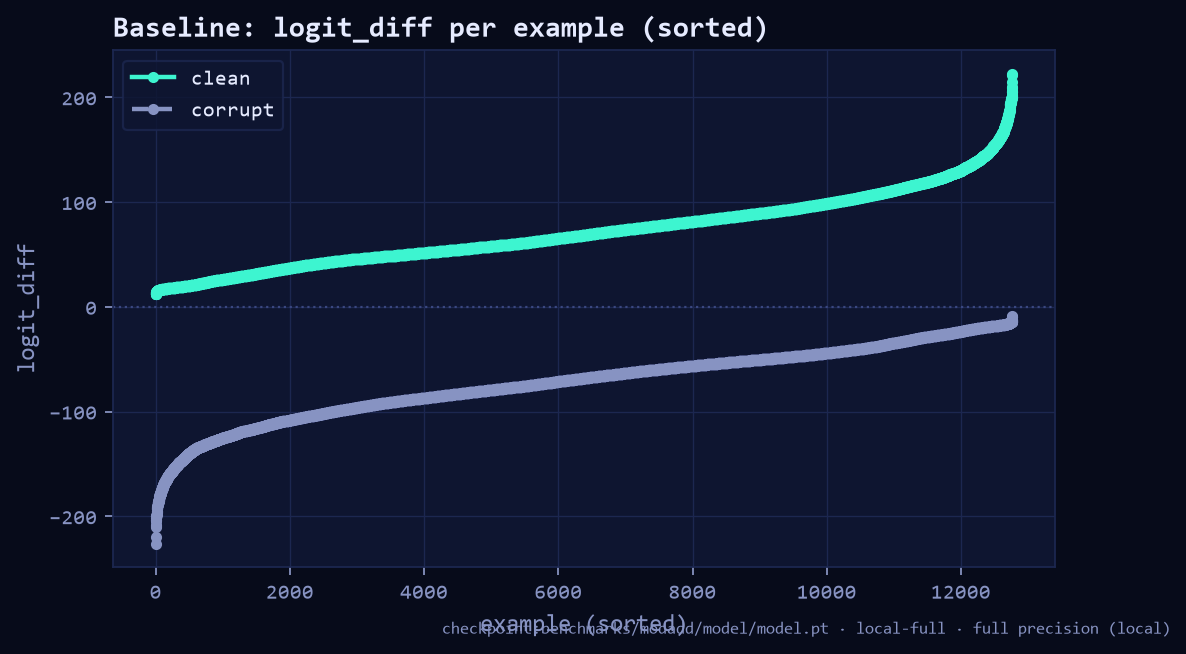 Baseline: logit_diff per example (sorted)
clean
corrupt
200
100
0
−100
−200
logit_diff
0
2000
4000
6000
8000
10000
12000
example (sorted)
checkpoint:benchmarks/modadd/model/model.pt · local-full · full precision (local)